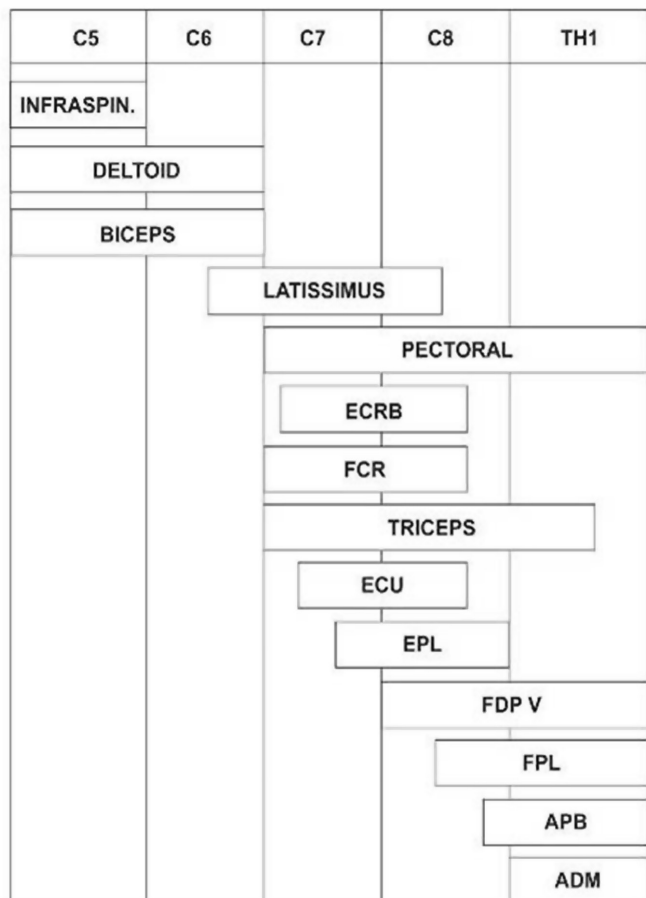 C5 C6 C7 C8 TH1
INFRASPIN.
DELTOID
BICEPS
LATISSIMUS
PECTORAL
ECRB
FCR
TRICEPS
ECU
EPL
FDP V
FPL
APB
ADM